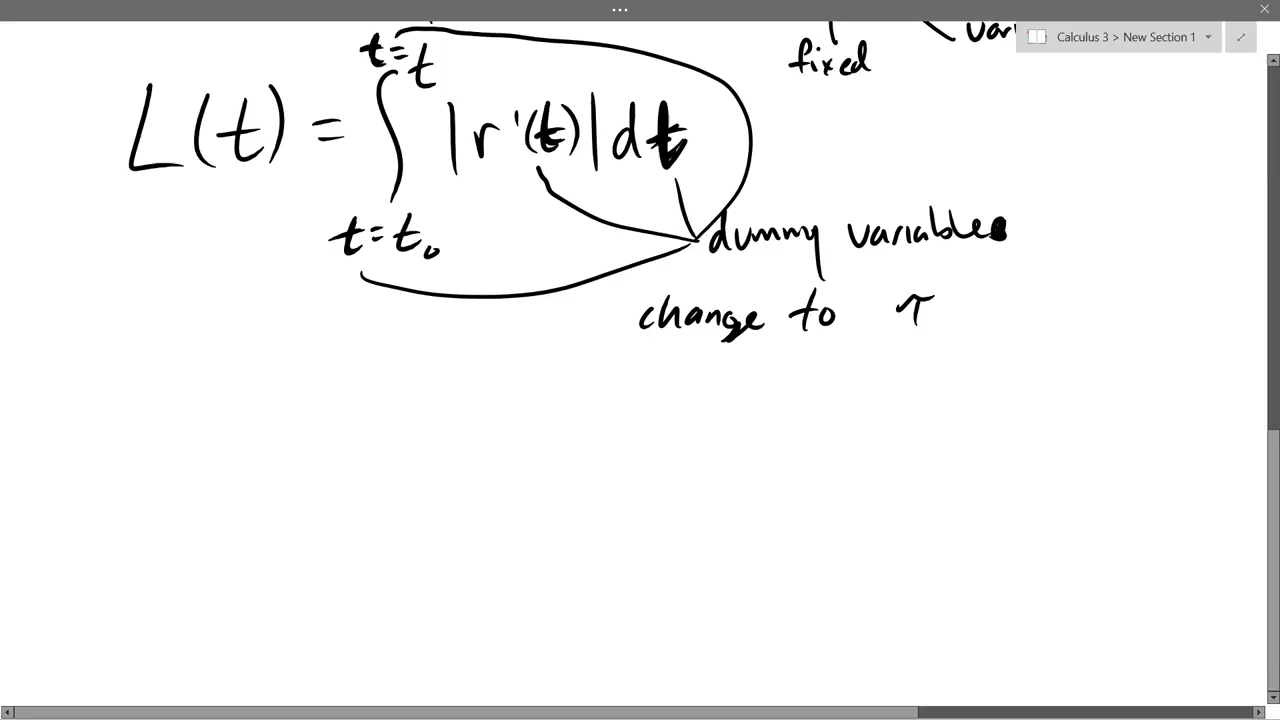 Calculus 3 > New Section 1
fixed
t=t
L(t) = ∫ |r'(t)|dt
t=t₀
dummy variables
change to τ